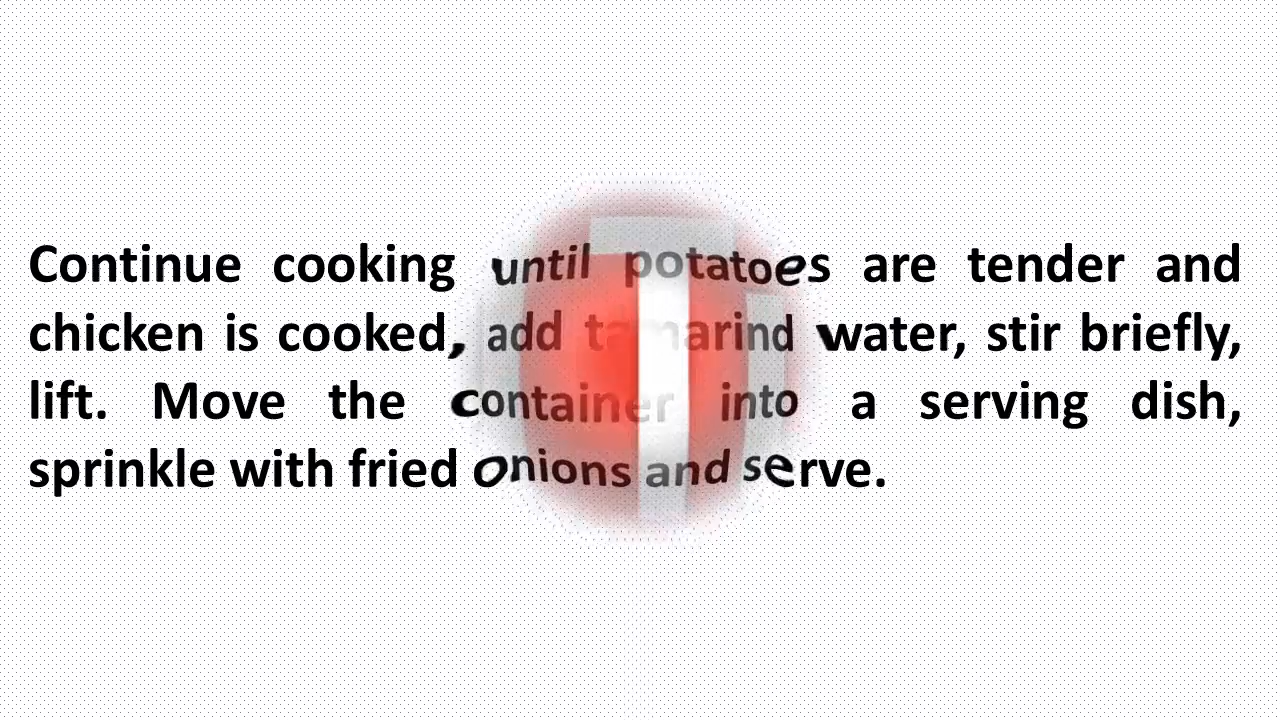 Continue cooking until potatoes are tender and
chicken is cooked, add tamarind water, stir briefly,
lift. Move the container into a serving dish,
sprinkle with fried onions and serve.